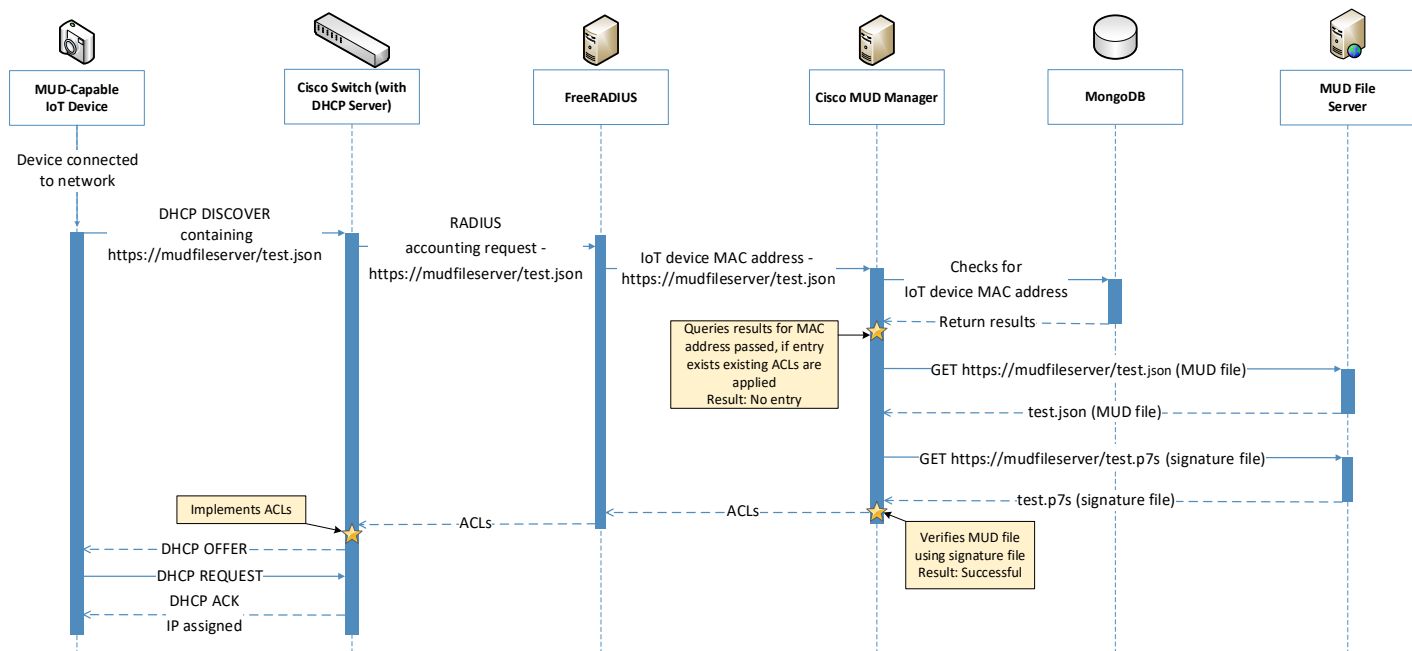 MUD-Capable
IoT Device
Cisco Switch (with
DHCP Server)
FreeRADIUS
Cisco MUD Manager
MongoDB
MUD File
Server
Device connected
to network
DHCP DISCOVER
containing
https://mudfileserver/test.json
RADIUS
accounting request -
https://mudfileserver/test.json
IoT device MAC address -
https://mudfileserver/test.json
Checks for
IoT device MAC address
Return results
Queries results for MAC
address passed, if entry
exists existing ACLs are
applied
Result: No entry
GET https://mudfileserver/test.json (MUD file)
test.json (MUD file)
GET https://mudfileserver/test.p7s (signature file)
test.p7s (signature file)
Implements ACLs
ACLs
ACLs
Verifies MUD file
using signature file
Result: Successful
DHCP OFFER
DHCP REQUEST
DHCP ACK
IP assigned